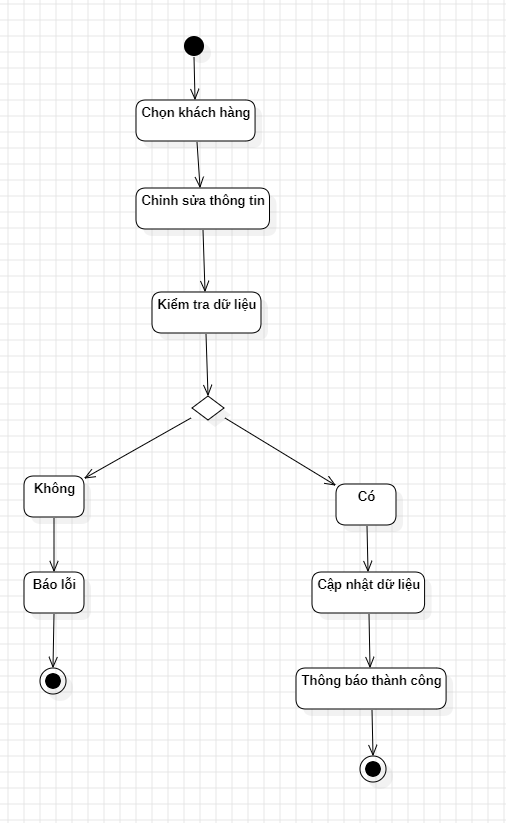 Chọn khách hàng
Chỉnh sửa thông tin
Kiểm tra dữ liệu
Không
Có
Báo lỗi
Cập nhật dữ liệu
Thông báo thành công